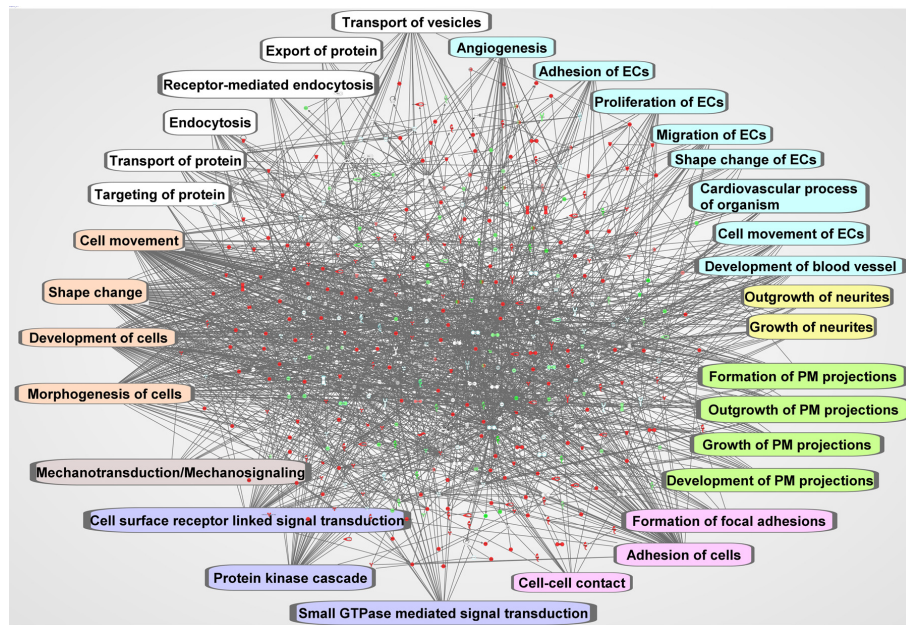 Transport of vesicles
Export of protein
Angiogenesis
Receptor-mediated endocytosis
Adhesion of ECs
Proliferation of ECs
Endocytosis
Migration of ECs
Transport of protein
Shape change of ECs
Targeting of protein
Cardiovascular process
of organism
Cell movement
Cell movement of ECs
Development of blood vessel
Shape change
Outgrowth of neurites
Development of cells
Growth of neurites
Formation of PM projections
Morphogenesis of cells
Outgrowth of PM projections
Growth of PM projections
Mechanotransduction/Mechanosignaling
Development of PM projections
Cell surface receptor linked signal transduction
Formation of focal adhesions
Adhesion of cells
Protein kinase cascade
Cell-cell contact
Small GTPase mediated signal transduction